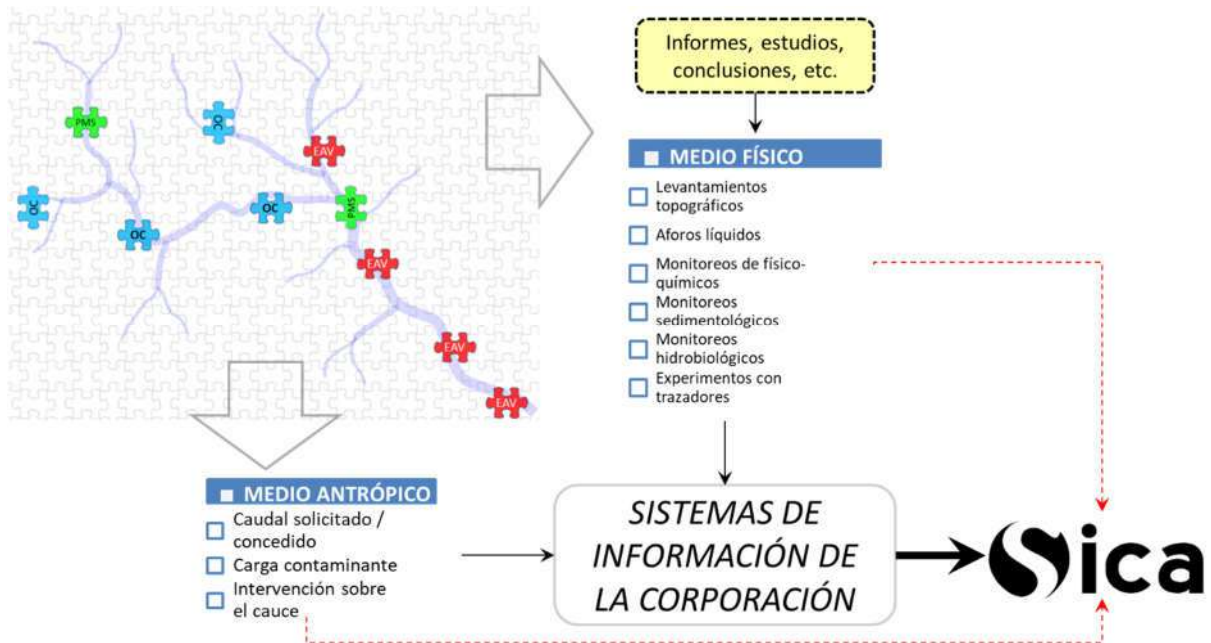 PMS
OC
EAV
OC
OC
OC
PMS
EAV
EAV
EAV
Informes, estudios,
conclusiones, etc.
MEDIO FÍSICO
Levantamientos
topográficos
Aforos líquidos
Monitoreos de físico-
químicos
Monitoreos
sedimentológicos
Monitoreos
hidrobiológicos
Experimentos con
trazadores
MEDIO ANTRÓPICO
Caudal solicitado /
concedido
Carga contaminante
Intervención sobre
el cauce
SISTEMAS DE
INFORMACIÓN DE
LA CORPORACIÓN
Sica